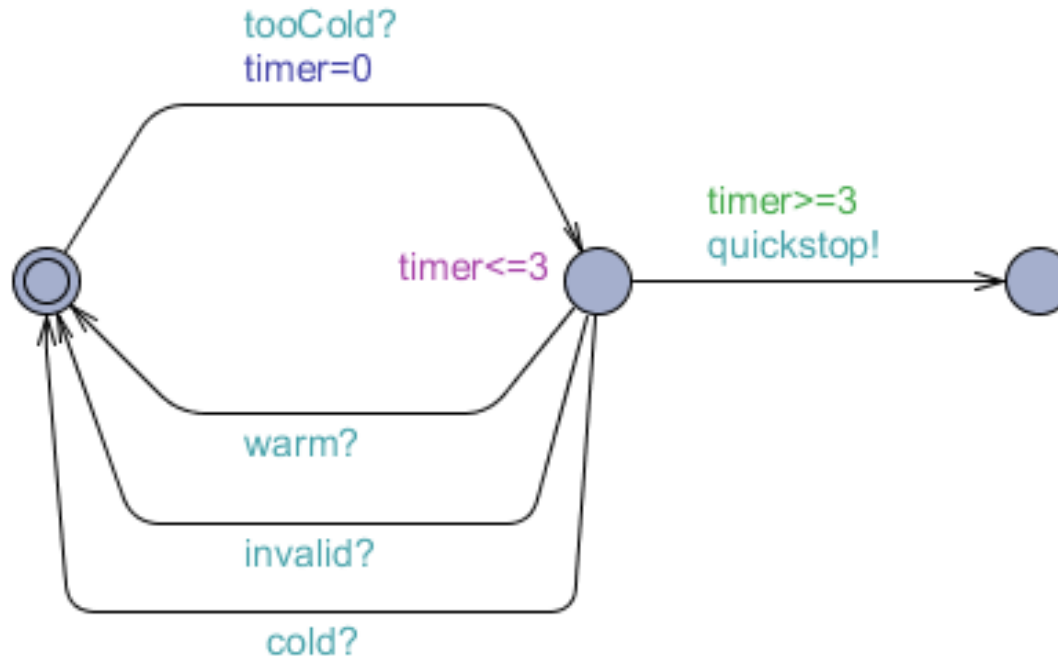 tooCold?
timer=0
timer>=3
quickstop!
timer<=3
warm?
invalid?
cold?